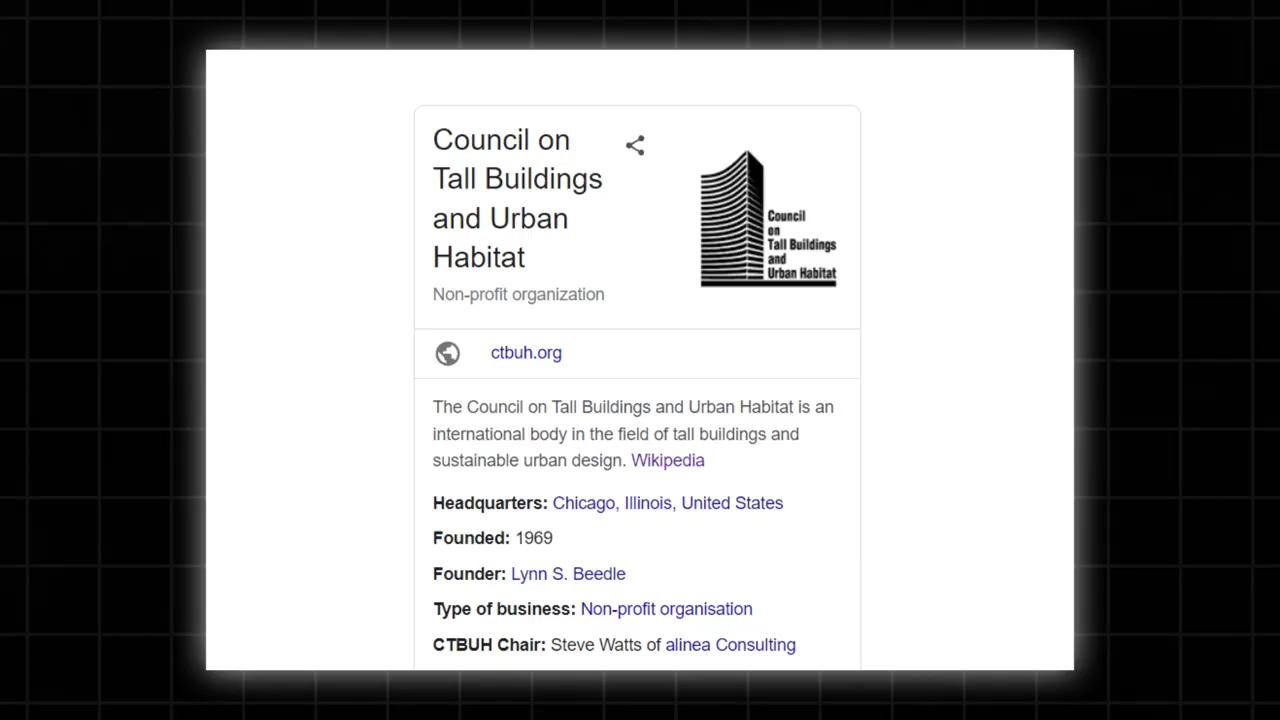 Council on
Tall Buildings
and Urban
Habitat
Non-profit organization
Council
on
Tall Buildings
and
Urban Habitat
ctbuh.org
The Council on Tall Buildings and Urban Habitat is an
international body in the field of tall buildings and
sustainable urban design. Wikipedia
Headquarters: Chicago, Illinois, United States
Founded: 1969
Founder: Lynn S. Beedle
Type of business: Non-profit organisation
CTBUH Chair: Steve Watts of alinea Consulting